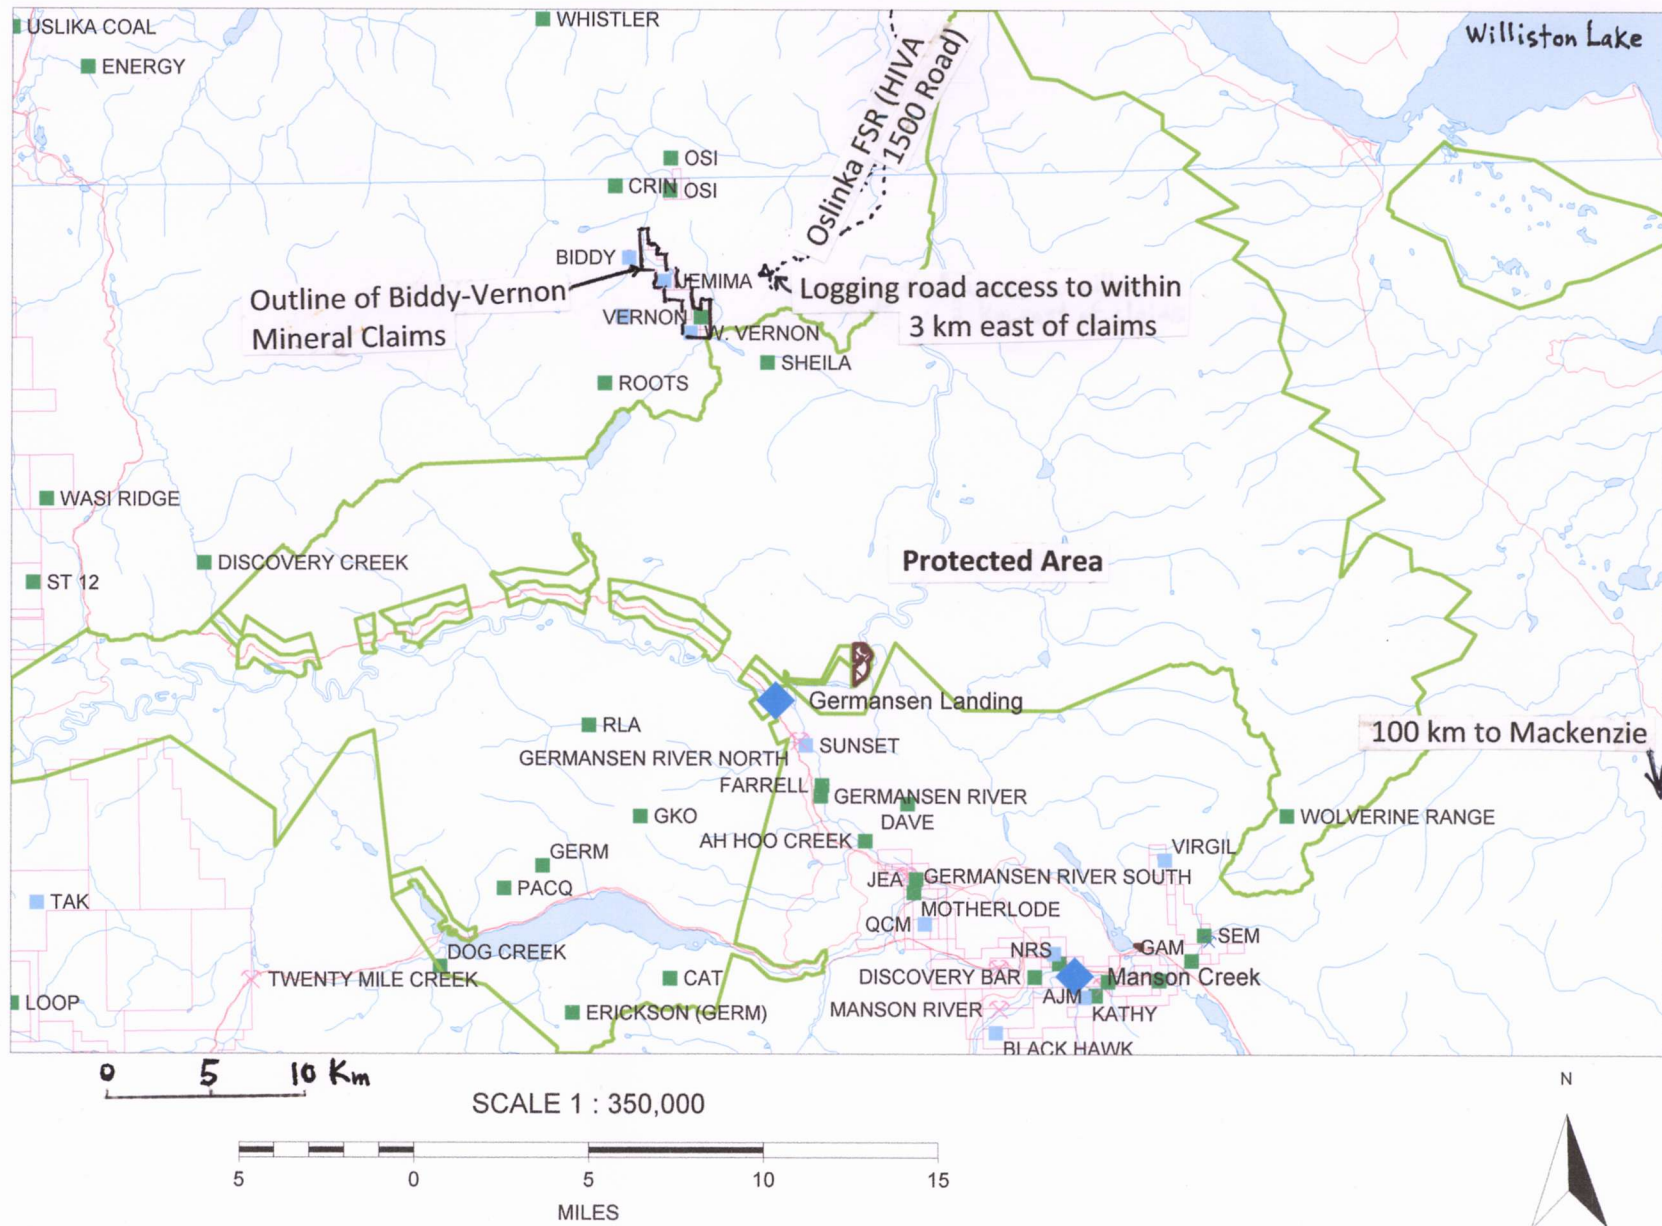 USLIKA COAL
WHISTLER
Williston Lake
ENERGY
Oslinka FSR (HIVA
1500 Road)
OSI
CRIN
OSI
BIDDY
JEMIMA
Outline of Biddy-Vernon
Mineral Claims
Logging road access to within
3 km east of claims
VERNON
W. VERNON
SHEILA
ROOTS
WASI RIDGE
DISCOVERY CREEK
Protected Area
ST 12
Germansen Landing
RLA
SUNSET
100 km to Mackenzie
GERMANSEN RIVER NORTH
FARRELL
GERMANSEN RIVER
DAVE
GKO
WOLVERINE RANGE
AH HOO CREEK
VIRGIL
GERM
JEA
GERMANSEN RIVER SOUTH
PACQ
TAK
MOTHERLODE
QCM
SEM
DOG CREEK
NRS
GAM
TWENTY MILE CREEK
CAT
DISCOVERY BAR
Manson Creek
LOOP
AJM
ERICKSON (GERM)
MANSON RIVER
KATHY
BLACK HAWK
0 5 10 Km
N
SCALE 1 : 350,000
5 0 5 10 15
MILES